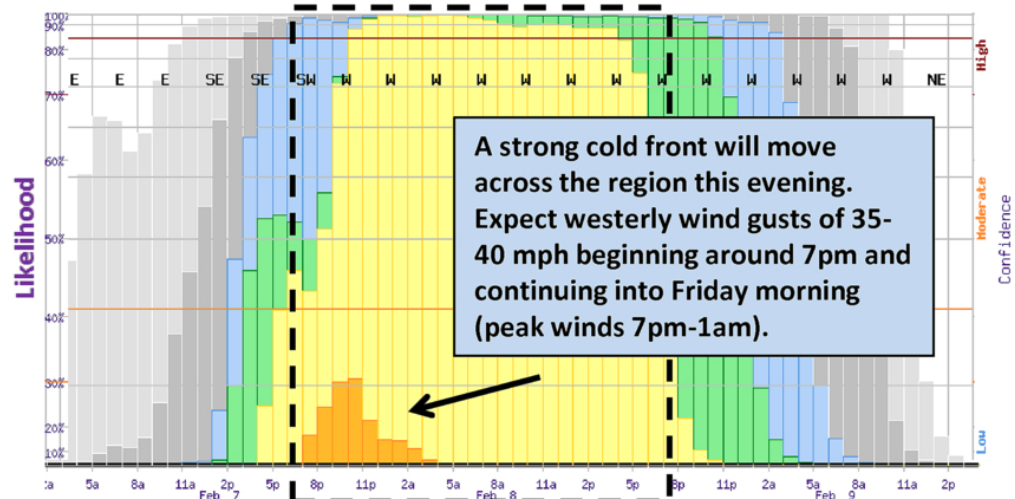 100%
90%
80%
70%
60%
50%
40%
30%
20%
10%
Likelihood
High
Moderate
Low
Confidence
E E E SE SE SW W W W W W W W W W W W W W NE
A strong cold front will move
across the region this evening.
Expect westerly wind gusts of 35-
40 mph beginning around 7pm and
continuing into Friday morning
(peak winds 7pm-1am).
5a 8a 11a 2p 5p 8p 11p 2a 5a 8a 11a 2p 5p 8p 11p 2a 5a 8a 11a 2p
Feb 7 Feb 8 Feb 9